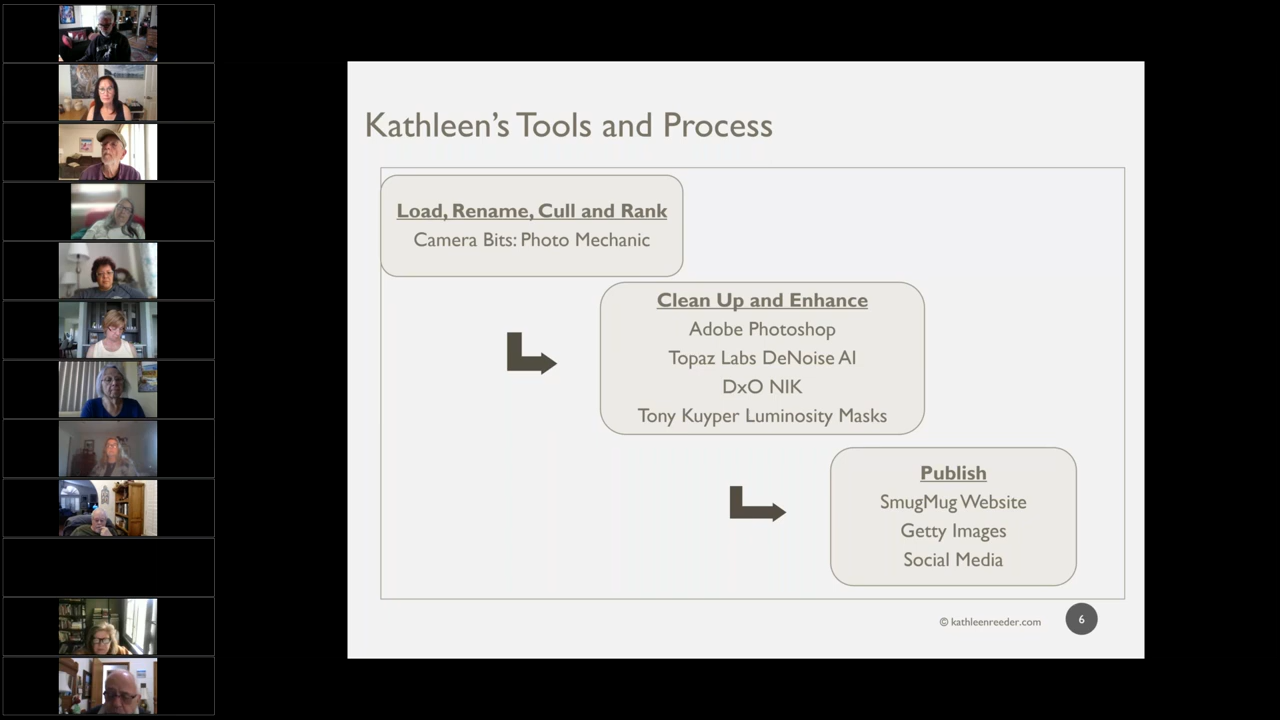 Kathleen's Tools and Process
Load, Rename, Cull and Rank
Camera Bits: Photo Mechanic
Clean Up and Enhance
Adobe Photoshop
Topaz Labs DeNoise AI
DxO NIK
Tony Kuyper Luminosity Masks
Publish
SmugMug Website
Getty Images
Social Media
© kathleenreeder.com
6